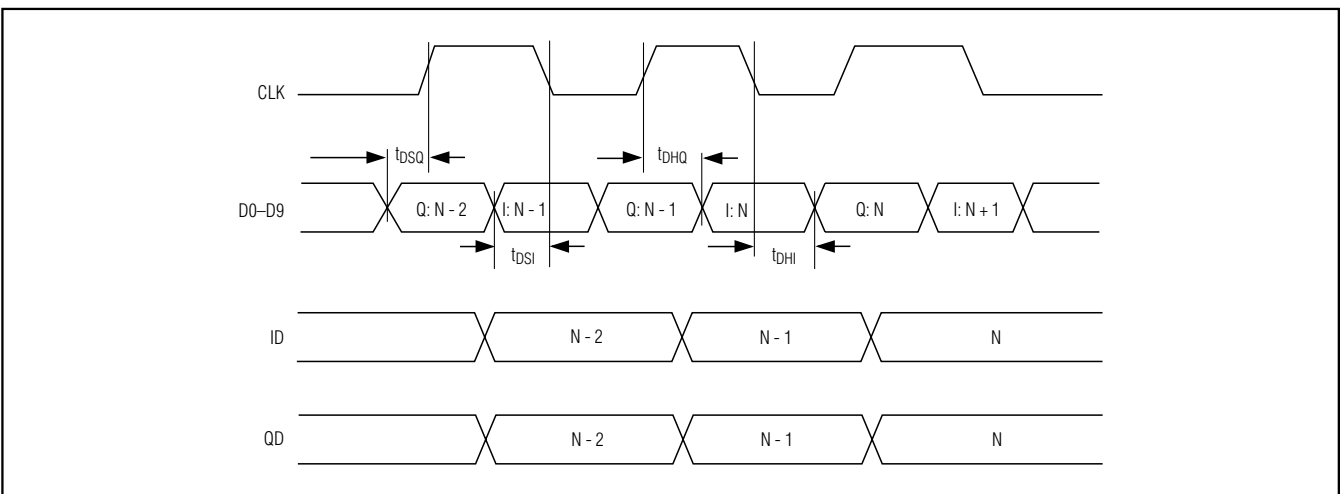 CLK
tDSQ
tDHQ
D0–D9
Q: N - 2
I: N - 1
Q: N - 1
I: N
Q: N
I: N + 1
tDSI
tDHI
ID
N - 2
N - 1
N
QD
N - 2
N - 1
N